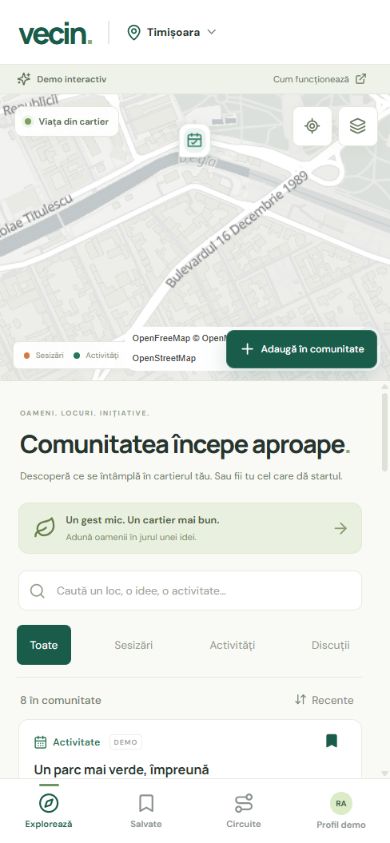 vecin.
Timișoara
Demo interactiv
Cum funcționează
Republicii
Viața din cartier
Bega
olae Titulescu
Bulevardul 16 Decembrie 1989
OpenFreeMap © OpenM
OpenStreetMap
Sesizări
Activități
Adaugă în comunitate
OAMENI. LOCURI. INIȚIATIVE.
Comunitatea începe aproape.
Descoperă ce se întâmplă în cartierul tău. Sau fii tu cel care dă startul.
Un gest mic. Un cartier mai bun.
Adună oamenii în jurul unei idei.
Caută un loc, o idee, o activitate...
Toate
Sesizări
Activități
Discuții
8 în comunitate
Recente
Activitate
DEMO
Un parc mai verde, împreună
Explorează
Salvate
Circuite
RA
Profil demo